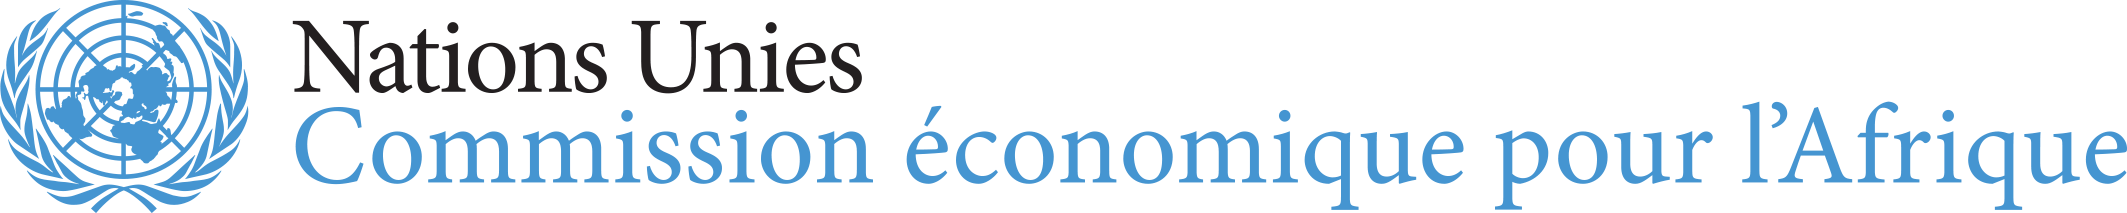 Nations Unies
Commission économique pour l’Afrique